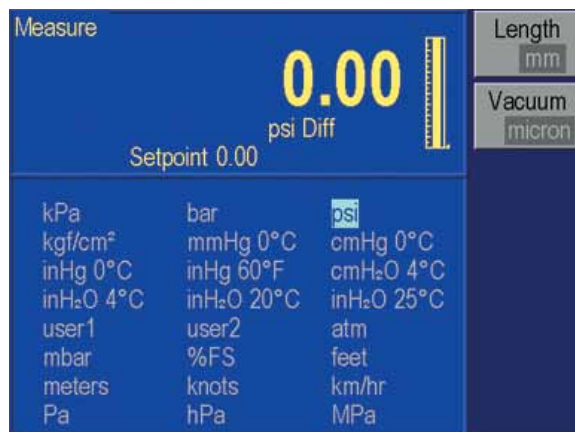 Measure
0.00
psi Diff
Setpoint 0.00
Length
mm
Vacuum
micron
kPa bar psi
kgf/cm² mmHg 0°C cmHg 0°C
inHg 0°C inHg 60°F cmH₂O 4°C
inH₂O 4°C inH₂O 20°C inH₂O 25°C
user1 user2 atm
mbar %FS feet
meters knots km/hr
Pa hPa MPa